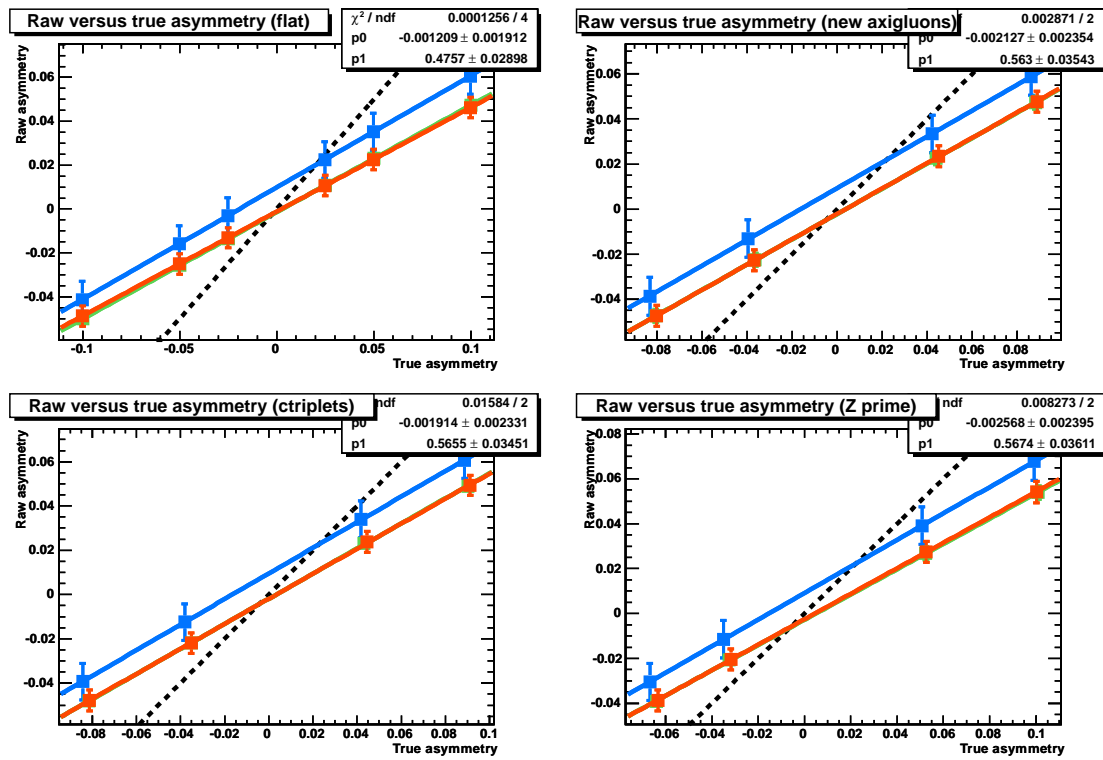 Raw versus true asymmetry (flat)
χ² / ndf 0.0001256 / 4
p0 -0.001209 ± 0.001912
p1 0.4757 ± 0.02898
Raw asymmetry
0.06
0.04
0.02
0
-0.02
-0.04
-0.1 -0.05 0 0.05 0.1
True asymmetry
Raw versus true asymmetry (new axigluons)
0.002871 / 2
p0 -0.002127 ± 0.002354
p1 0.563 ± 0.03543
Raw asymmetry
0.06
0.04
0.02
0
-0.02
-0.04
-0.08 -0.06 -0.04 -0.02 0 0.02 0.04 0.06 0.08
True asymmetry
Raw versus true asymmetry (ctriplets)
ndf 0.01584 / 2
p0 -0.001914 ± 0.002331
p1 0.5655 ± 0.03451
Raw asymmetry
0.06
0.04
0.02
0
-0.02
-0.04
-0.08 -0.06 -0.04 -0.02 0 0.02 0.04 0.06 0.08 0.1
True asymmetry
Raw versus true asymmetry (Z prime)
ndf 0.008273 / 2
p0 -0.002568 ± 0.002395
p1 0.5674 ± 0.03611
Raw asymmetry
0.08
0.06
0.04
0.02
0
-0.02
-0.04
-0.06 -0.04 -0.02 0 0.02 0.04 0.06 0.08 0.1
True asymmetry